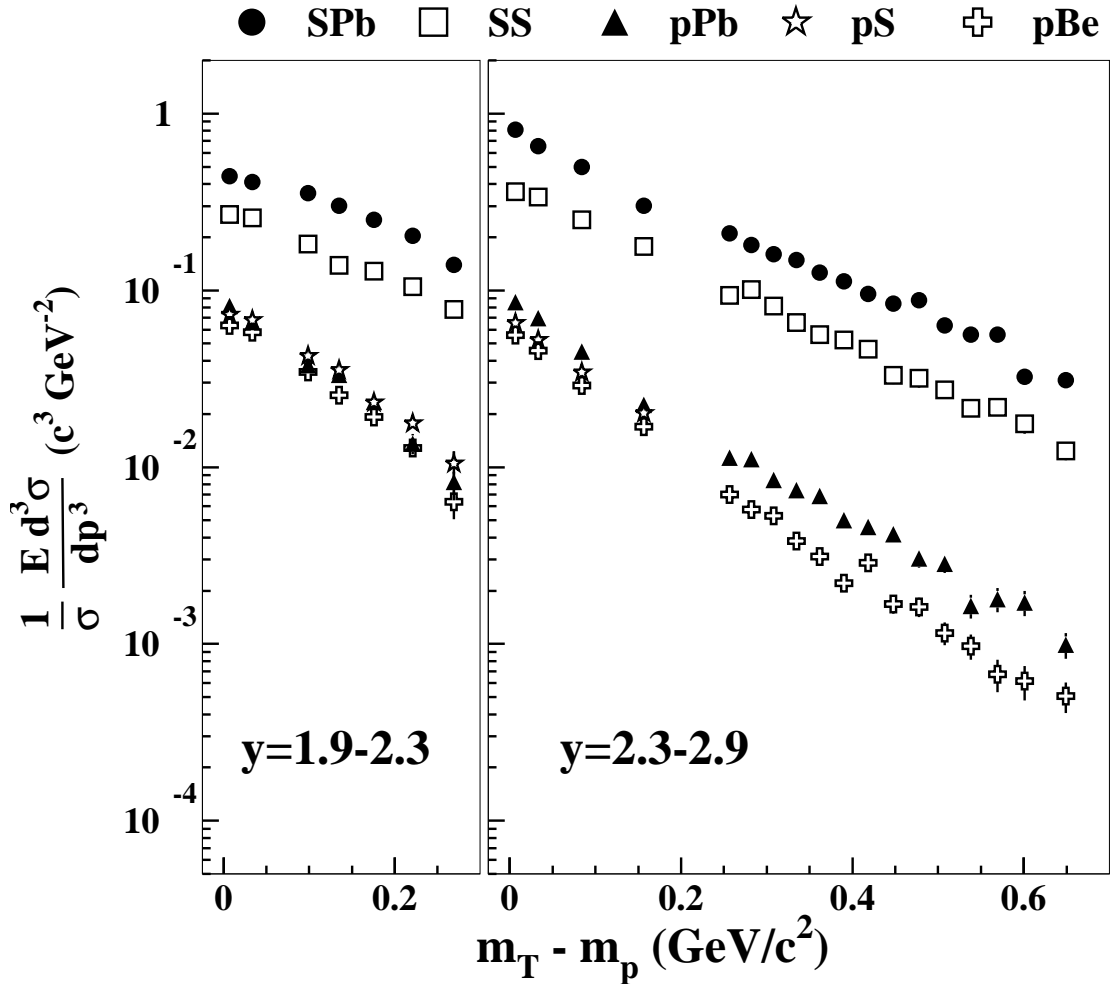 SPb SS pPb pS pBe
1
10 -1
10 -2
10 -3
10 -4
1/σ E d³σ/dp³ (c³ GeV⁻²)
y=1.9-2.3 y=2.3-2.9
0 0.2 0 0.2 0.4 0.6
m_T - m_p (GeV/c²)